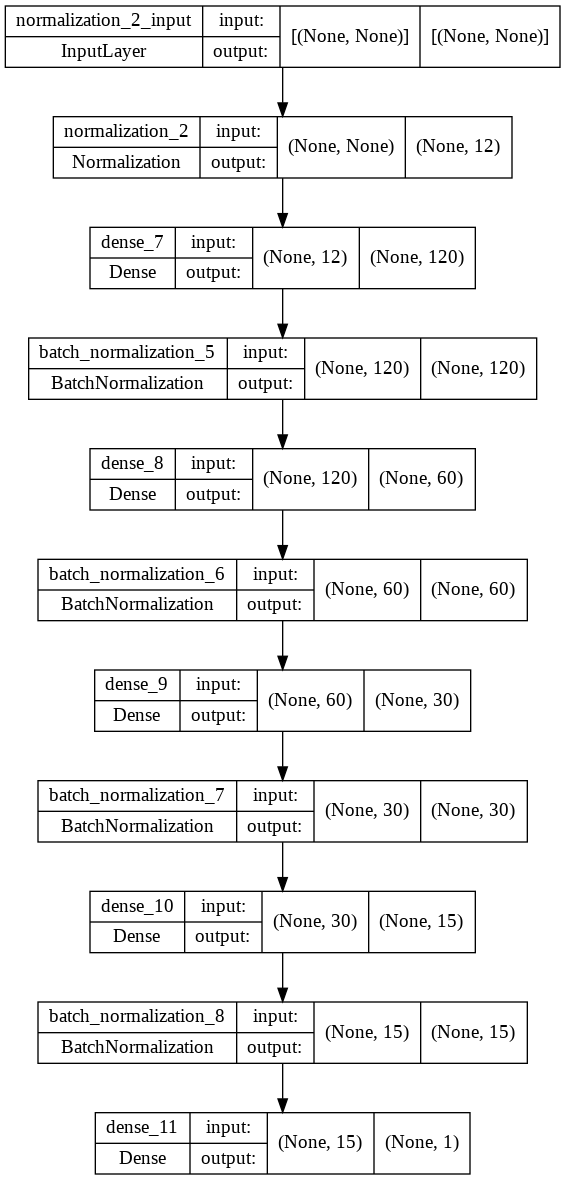 normalization_2_input input: [(None, None)] [(None, None)]
InputLayer output:
normalization_2 input: (None, None) (None, 12)
Normalization output:
dense_7 input: (None, 12) (None, 120)
Dense output:
batch_normalization_5 input: (None, 120) (None, 120)
BatchNormalization output:
dense_8 input: (None, 120) (None, 60)
Dense output:
batch_normalization_6 input: (None, 60) (None, 60)
BatchNormalization output:
dense_9 input: (None, 60) (None, 30)
Dense output:
batch_normalization_7 input: (None, 30) (None, 30)
BatchNormalization output:
dense_10 input: (None, 30) (None, 15)
Dense output:
batch_normalization_8 input: (None, 15) (None, 15)
BatchNormalization output:
dense_11 input: (None, 15) (None, 1)
Dense output: